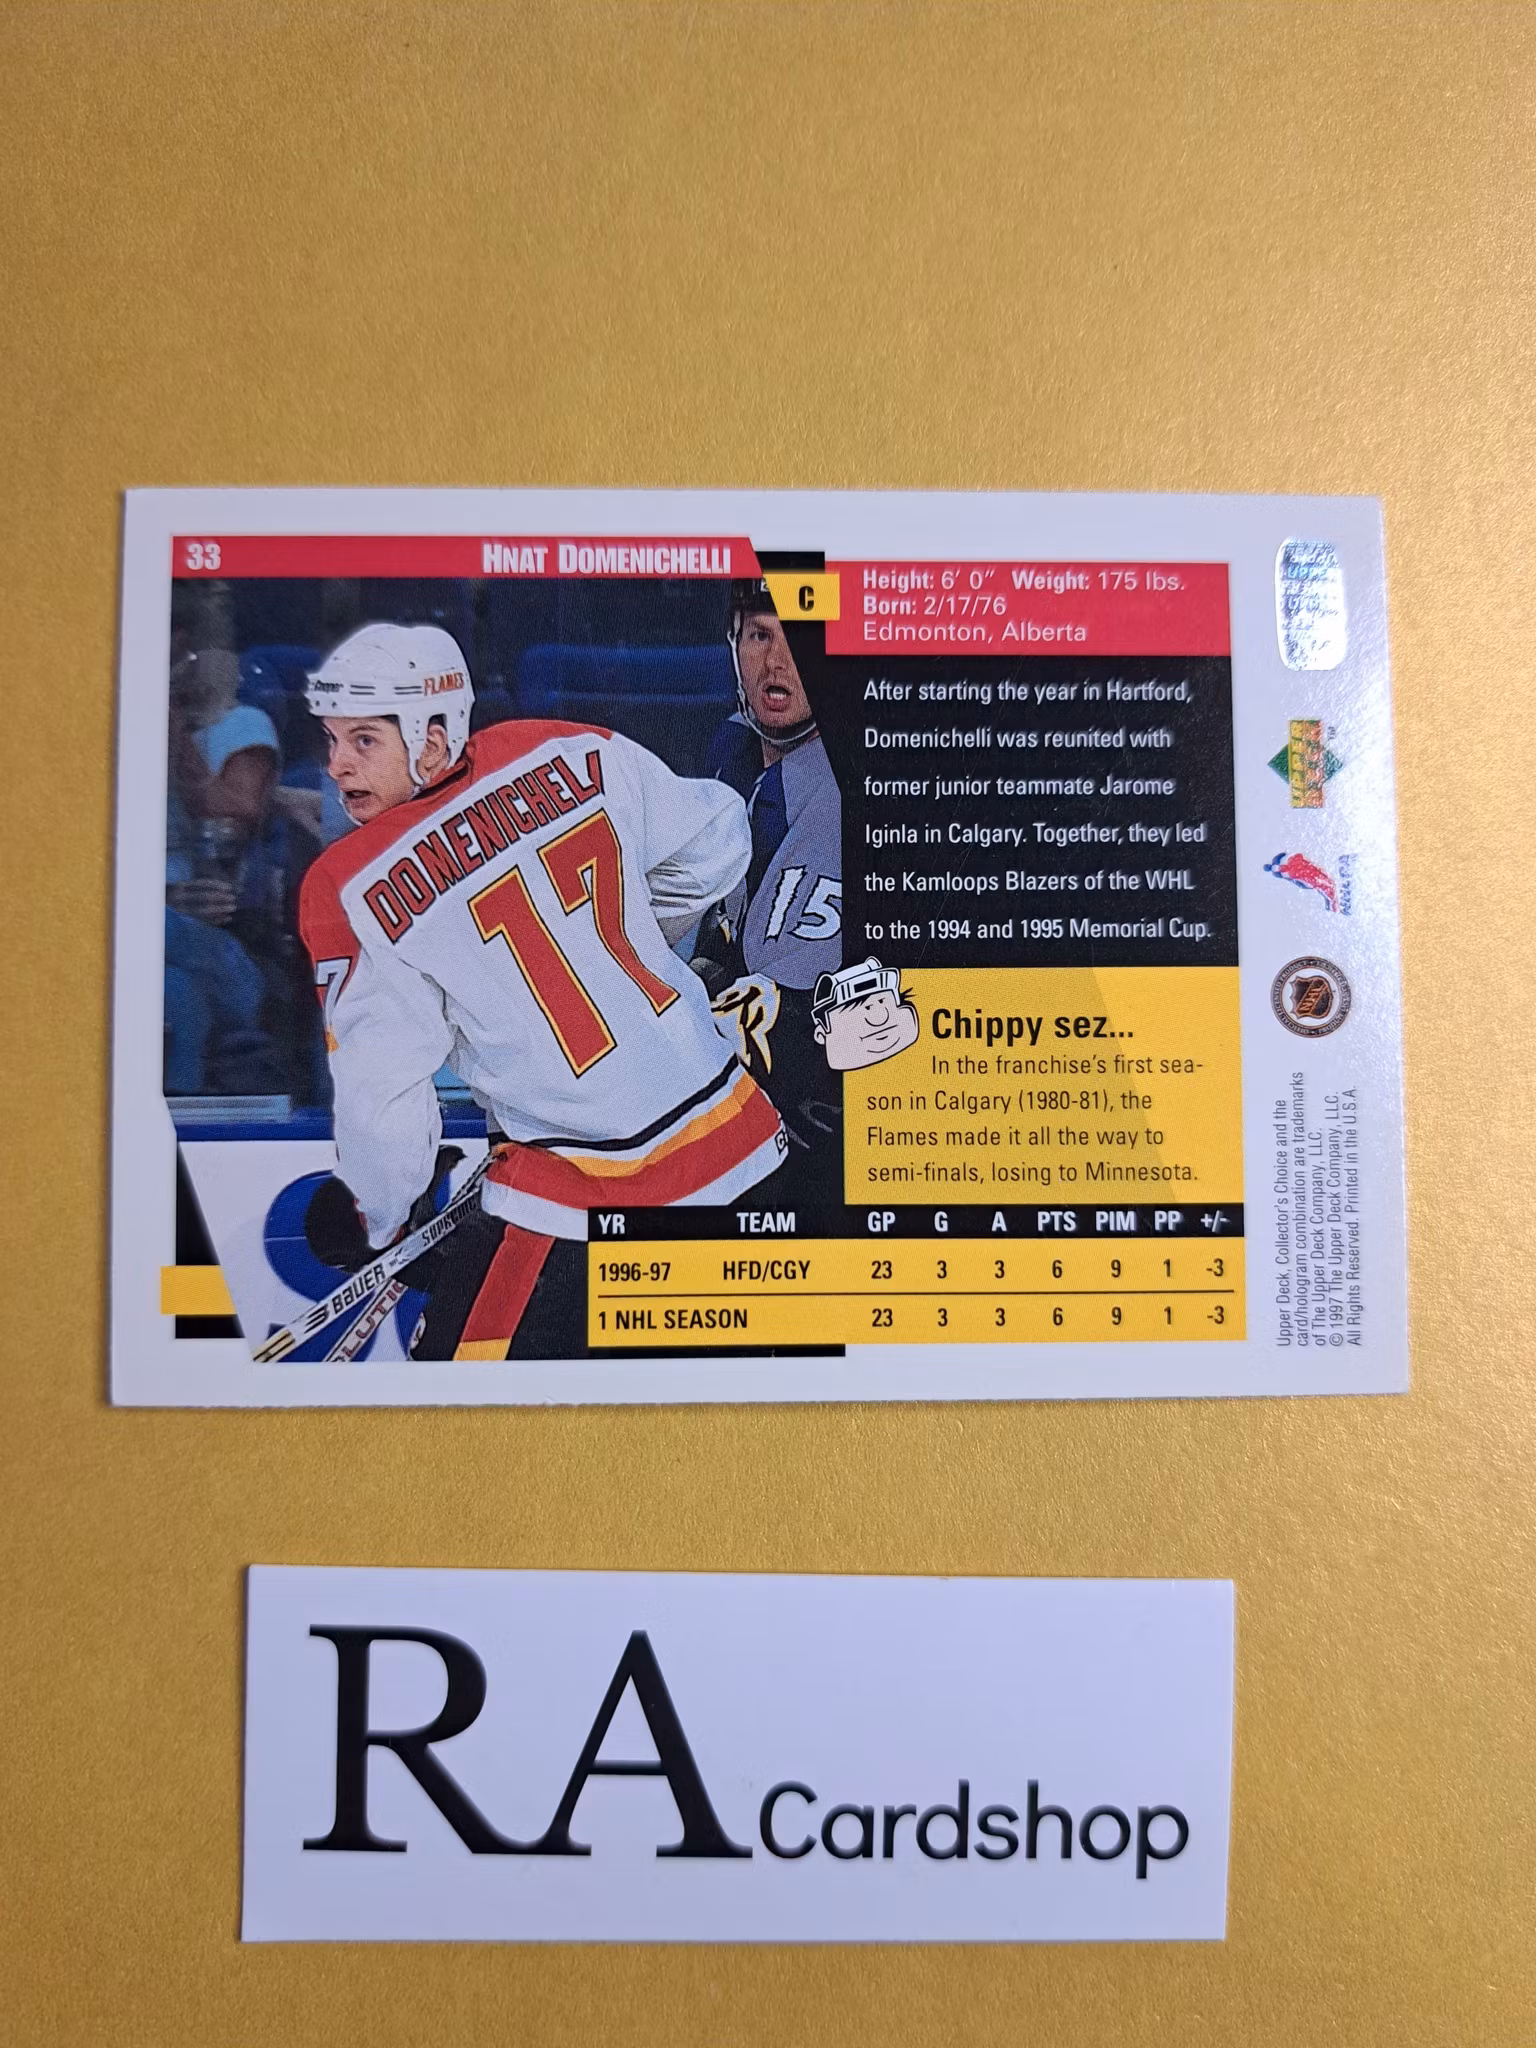 33 HNAT DOMENICHELLI
C
Height: 6' 0" Weight: 175 lbs.
Born: 2/17/76
Edmonton, Alberta
After starting the year in Hartford,
Domenichelli was reunited with
former junior teammate Jarome
Iginla in Calgary. Together, they led
the Kamloops Blazers of the WHL
to the 1994 and 1995 Memorial Cup.
Chippy sez...
In the franchise's first sea-
son in Calgary (1980-81), the
Flames made it all the way to
semi-finals, losing to Minnesota.
YR TEAM GP G A PTS PIM PP +/-
1996-97 HFD/CGY 23 3 3 6 9 1 -3
1 NHL SEASON 23 3 3 6 9 1 -3
FLAMES
DOMENICHELLI
17
7
15
BAUER SUPREME
UPPER DECK
TM
NHLPA
NHL
Upper Deck, Collector's Choice and the
card/hologram combination are trademarks
of The Upper Deck Company, LLC.
© 1997 The Upper Deck Company, LLC.
All Rights Reserved. Printed in the U.S.A.
RA Cardshop